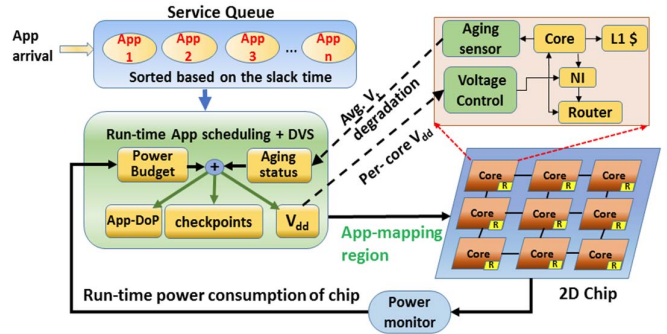 Service Queue
App
arrival
App
1
App
2
App
3
...
App
n
Sorted based on the slack time
Aging
sensor
Core
L1 $
Voltage
Control
NI
Router
Avg. Vt
degradation
Per- core Vdd
Run-time App scheduling + DVS
Power
Budget
+
Aging
status
App-DoP
checkpoints
Vdd
App-mapping
region
Core
R
Core
R
Core
R
Core
R
Core
R
Core
R
Core
R
Core
R
Core
R
2D Chip
Run-time power consumption of chip
Power
monitor